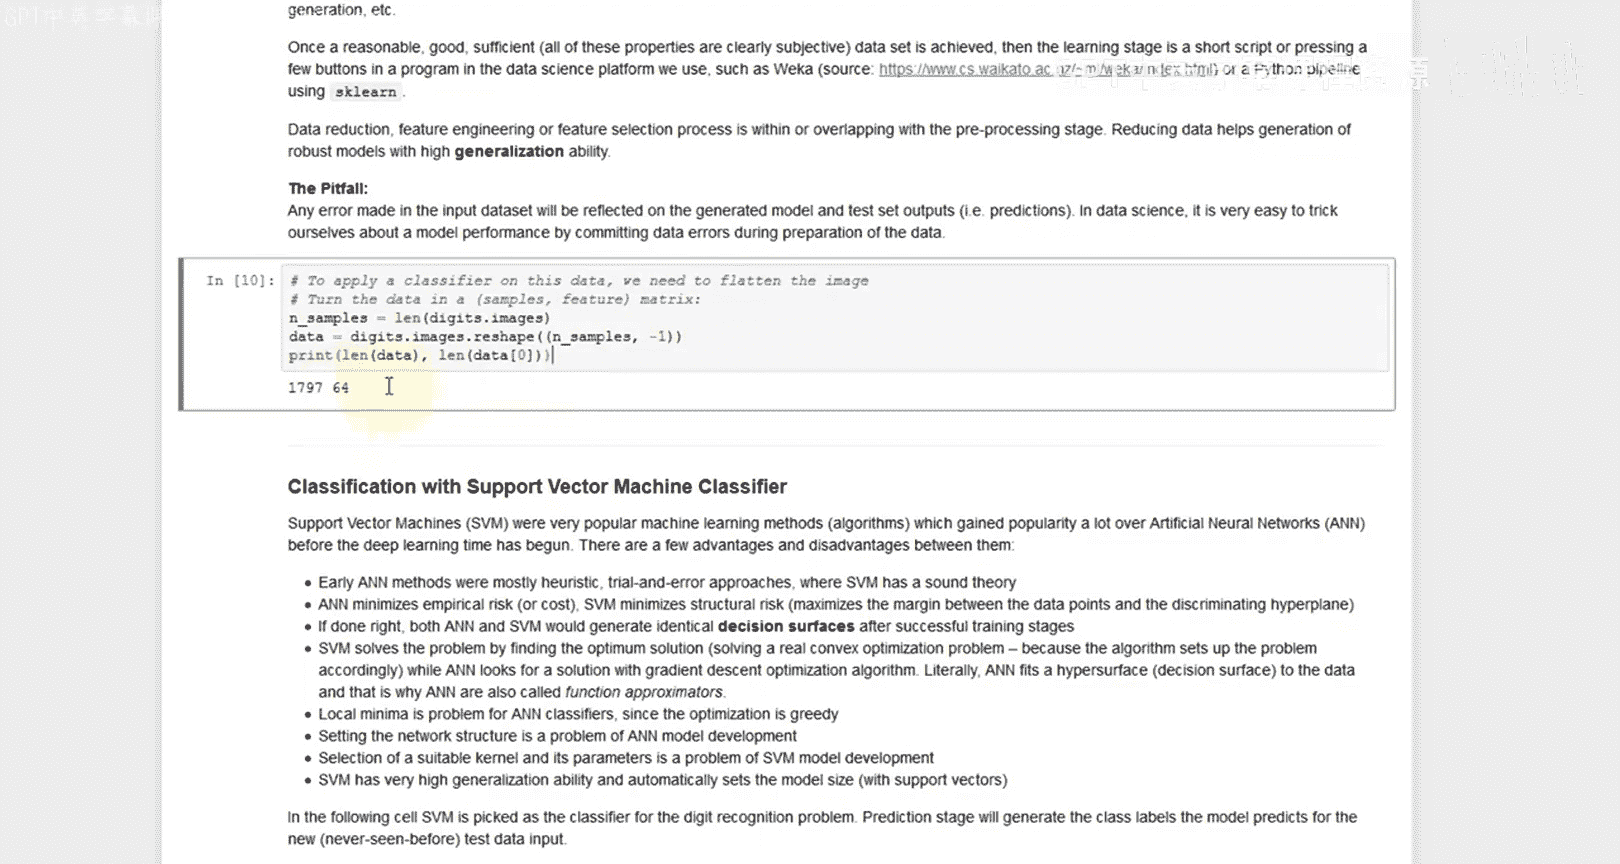 generation, etc.
Once a reasonable, good, sufficient (all of these properties are clearly subjective) data set is achieved, then the learning stage is a short script or pressing a
few buttons in a program in the data science platform we use, such as Weka (source: https://www.cs.waikato.ac.nz/~ml/weka/index.html) or a Python pipeline
using sklearn .
Data reduction, feature engineering or feature selection process is within or overlapping with the pre-processing stage. Reducing data helps generation of
robust models with high generalization ability.
The Pitfall:
Any error made in the input dataset will be reflected on the generated model and test set outputs (i.e. predictions). In data science, it is very easy to trick
ourselves about a model performance by committing data errors during preparation of the data.
In [10]: # To apply a classifier on this data, we need to flatten the image
# Turn the data in a (samples, feature) matrix:
n_samples = len(digits.images)
data = digits.images.reshape((n_samples, -1))
print(len(data), len(data[0]))
1797 64
Classification with Support Vector Machine Classifier
Support Vector Machines (SVM) were very popular machine learning methods (algorithms) which gained popularity a lot over Artificial Neural Networks (ANN)
before the deep learning time has begun. There are a few advantages and disadvantages between them:
• Early ANN methods were mostly heuristic, trial-and-error approaches, where SVM has a sound theory
• ANN minimizes empirical risk (or cost), SVM minimizes structural risk (maximizes the margin between the data points and the discriminating hyperplane)
• If done right, both ANN and SVM would generate identical decision surfaces after successful training stages
• SVM solves the problem by finding the optimum solution (solving a real convex optimization problem – because the algorithm sets up the problem
accordingly) while ANN looks for a solution with gradient descent optimization algorithm. Literally, ANN fits a hypersurface (decision surface) to the data
and that is why ANN are also called function approximators.
• Local minima is problem for ANN classifiers, since the optimization is greedy
• Setting the network structure is a problem of ANN model development
• Selection of a suitable kernel and its parameters is a problem of SVM model development
• SVM has very high generalization ability and automatically sets the model size (with support vectors)
In the following cell SVM is picked as the classifier for the digit recognition problem. Prediction stage will generate the class labels the model predicts for the
new (never-seen-before) test data input.